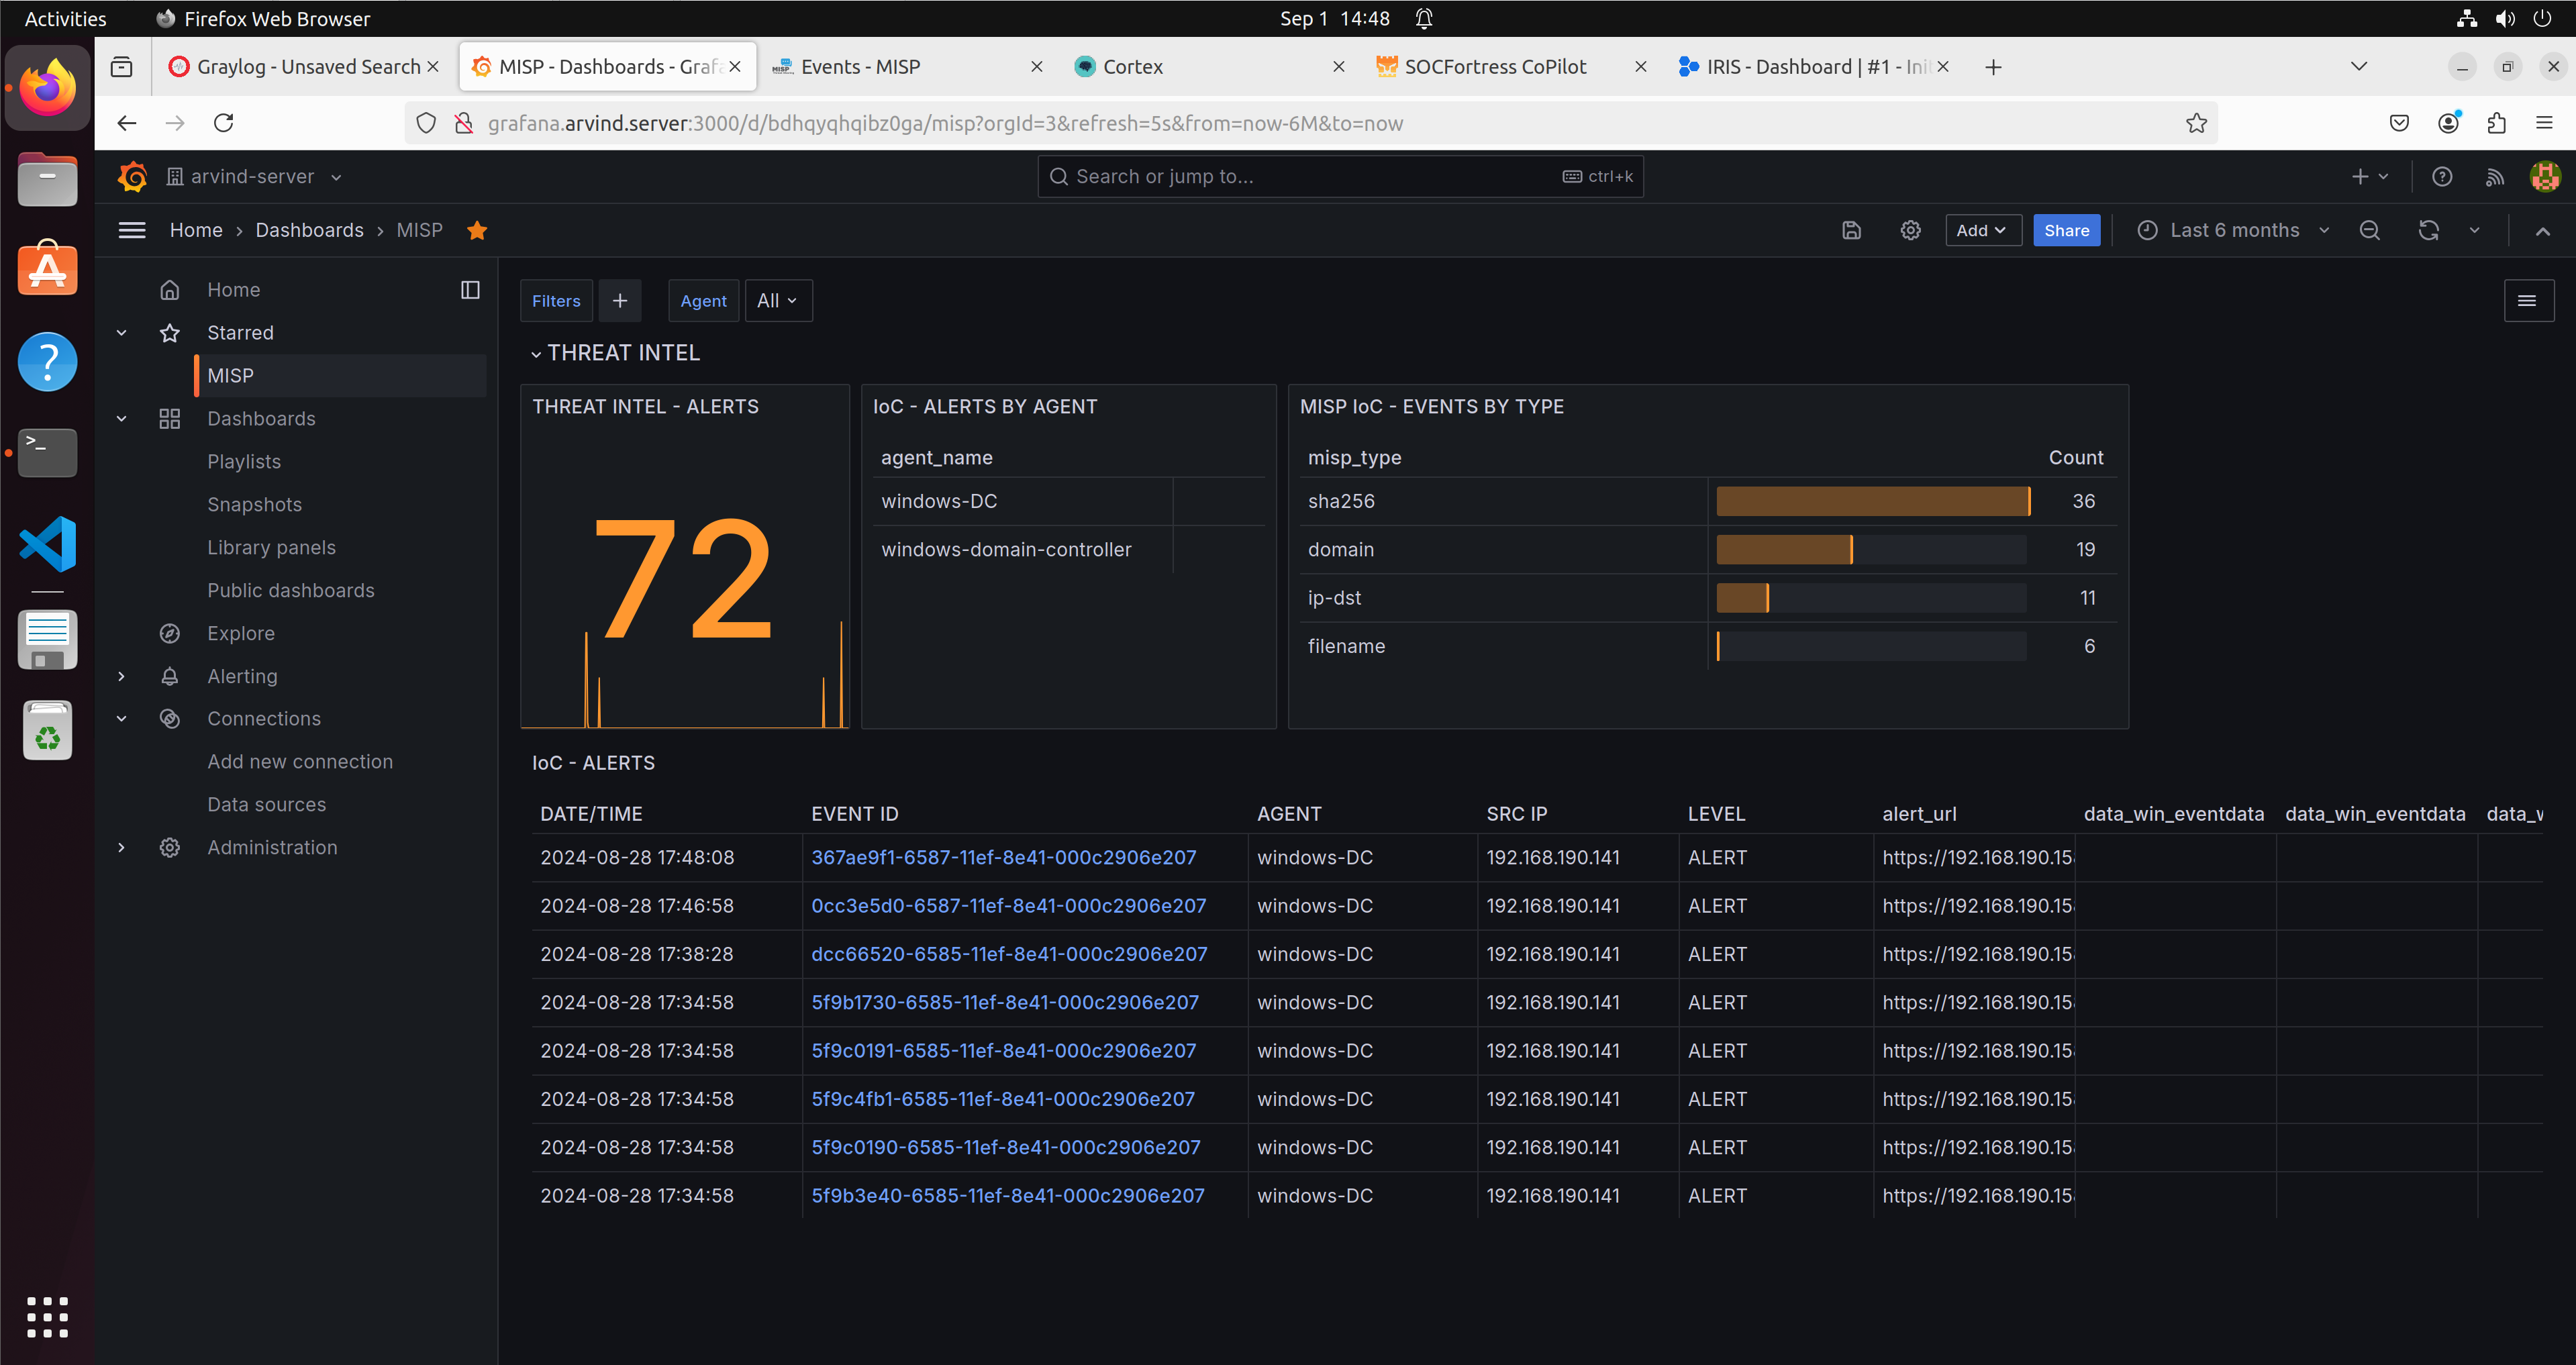 Activities Firefox Web Browser Sep 1 14:48
Graylog - Unsaved Search MISP - Dashboards - Grafa Events - MISP Cortex SOCFortress CoPilot IRIS - Dashboard | #1 - Ini
grafana.arvind.server:3000/d/bdhqyqhqibz0ga/misp?orgId=3&refresh=5s&from=now-6M&to=now
arvind-server Search or jump to... ctrl+k
Home › Dashboards › MISP Add Share Last 6 months
Home
Starred
MISP
Dashboards
Playlists
Snapshots
Library panels
Public dashboards
Explore
Alerting
Connections
Add new connection
Data sources
Administration
Filters + Agent All
THREAT INTEL
THREAT INTEL - ALERTS
72
IoC - ALERTS BY AGENT
agent_name
windows-DC
windows-domain-controller
MISP IoC - EVENTS BY TYPE
misp_type Count
sha256 36
domain 19
ip-dst 11
filename 6
IoC - ALERTS
DATE/TIME EVENT ID AGENT SRC IP LEVEL alert_url data_win_eventdata data_win_eventdata data_w
2024-08-28 17:48:08 367ae9f1-6587-11ef-8e41-000c2906e207 windows-DC 192.168.190.141 ALERT https://192.168.190.15
2024-08-28 17:46:58 0cc3e5d0-6587-11ef-8e41-000c2906e207 windows-DC 192.168.190.141 ALERT https://192.168.190.15
2024-08-28 17:38:28 dcc66520-6585-11ef-8e41-000c2906e207 windows-DC 192.168.190.141 ALERT https://192.168.190.15
2024-08-28 17:34:58 5f9b1730-6585-11ef-8e41-000c2906e207 windows-DC 192.168.190.141 ALERT https://192.168.190.15
2024-08-28 17:34:58 5f9c0191-6585-11ef-8e41-000c2906e207 windows-DC 192.168.190.141 ALERT https://192.168.190.15
2024-08-28 17:34:58 5f9c4fb1-6585-11ef-8e41-000c2906e207 windows-DC 192.168.190.141 ALERT https://192.168.190.15
2024-08-28 17:34:58 5f9c0190-6585-11ef-8e41-000c2906e207 windows-DC 192.168.190.141 ALERT https://192.168.190.15
2024-08-28 17:34:58 5f9b3e40-6585-11ef-8e41-000c2906e207 windows-DC 192.168.190.141 ALERT https://192.168.190.15